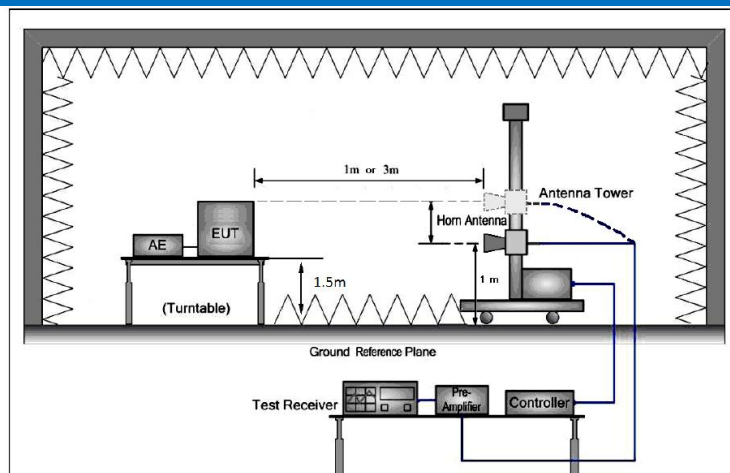 1m or 3m
Antenna Tower
Horn Antenna
EUT
AE
1.5m
1 m
(Turntable)
Ground Reference Plane
Test Receiver
Pre-
Amplifier
Controller